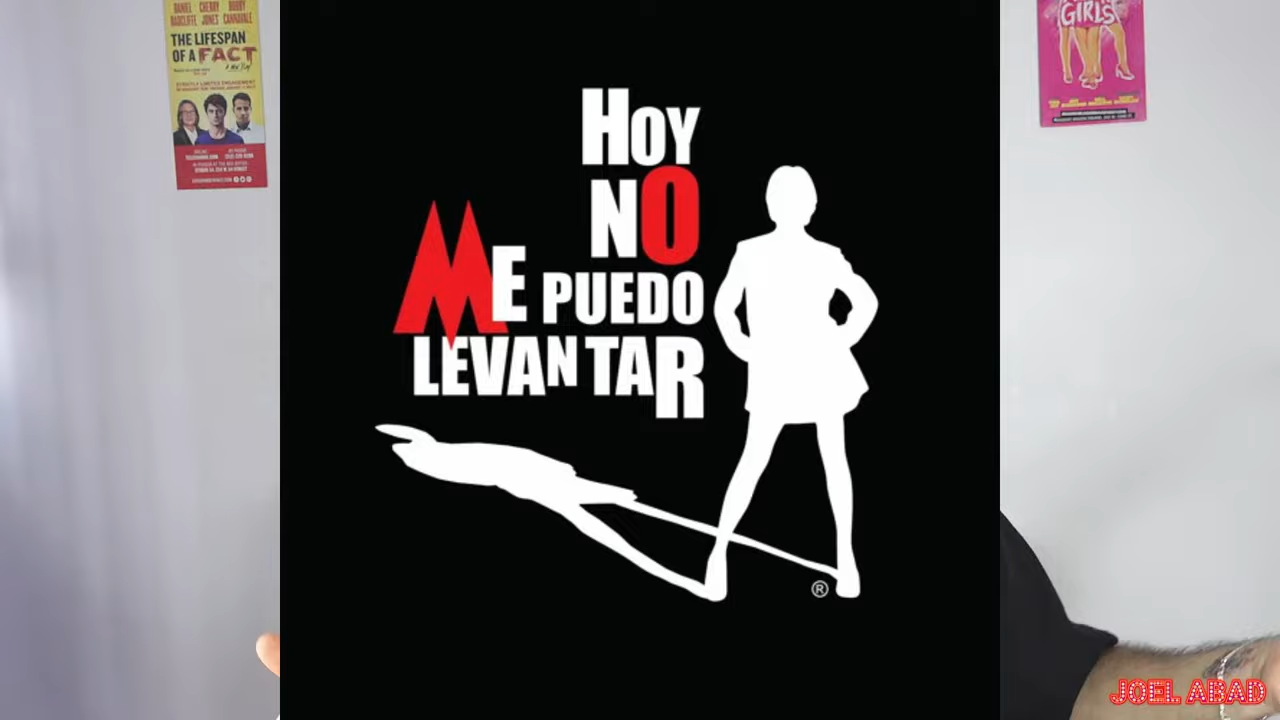 DANIEL CHERRY BOBBY
RADCLIFFE JONES CANNAVALE
THE LIFESPAN
OF A FACT
GIRLS
HOY
NO
ME PUEDO
LEVANTAR
®
JOEL ABAD